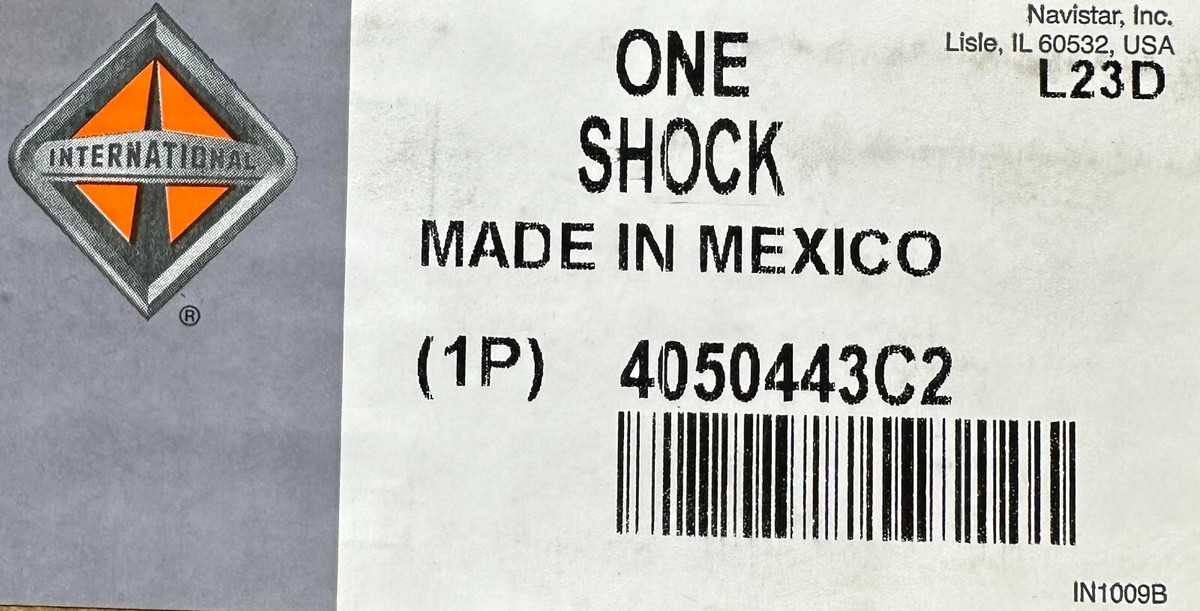 INTERNATIONAL
®
Navistar, Inc.
Lisle, IL 60532, USA
L23D
ONE
SHOCK
MADE IN MEXICO
(1P) 4050443C2
IN1009B